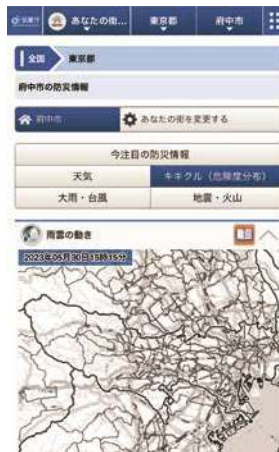 気象庁 あなたの街... 東京都 府中市
全国 東京都
府中市の防災情報
府中市 あなたの街を変更する
今注目の防災情報
天気 キキクル（危険度分布）
大雨・台風 地震・火山
雨雲の動き
2023年05月30日15時15分